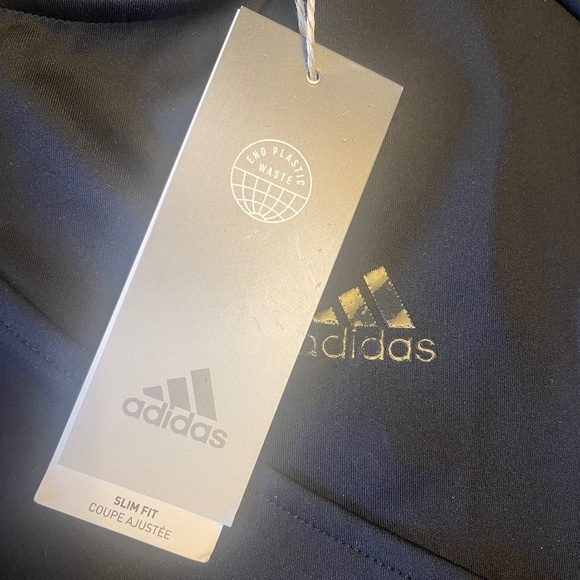 END PLASTIC
WASTE
adidas
adidas
SLIM FIT
COUPE AJUSTÉE